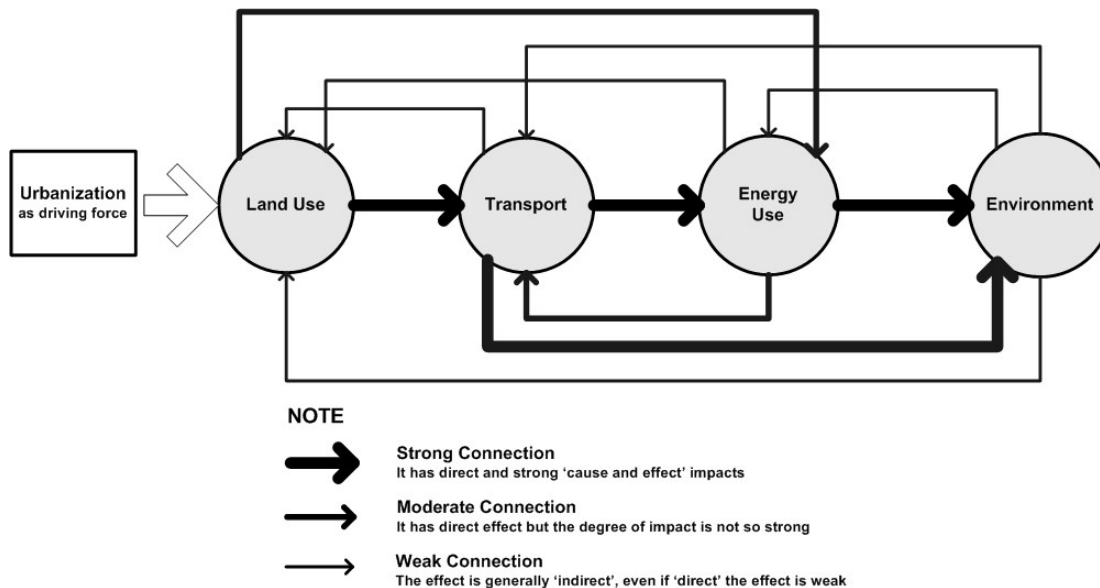 Urbanization
as driving force
Land Use
Transport
Energy
Use
Environment
NOTE
Strong Connection
It has direct and strong ‘cause and effect’ impacts
Moderate Connection
It has direct effect but the degree of impact is not so strong
Weak Connection
The effect is generally ‘indirect’, even if ‘direct’ the effect is weak